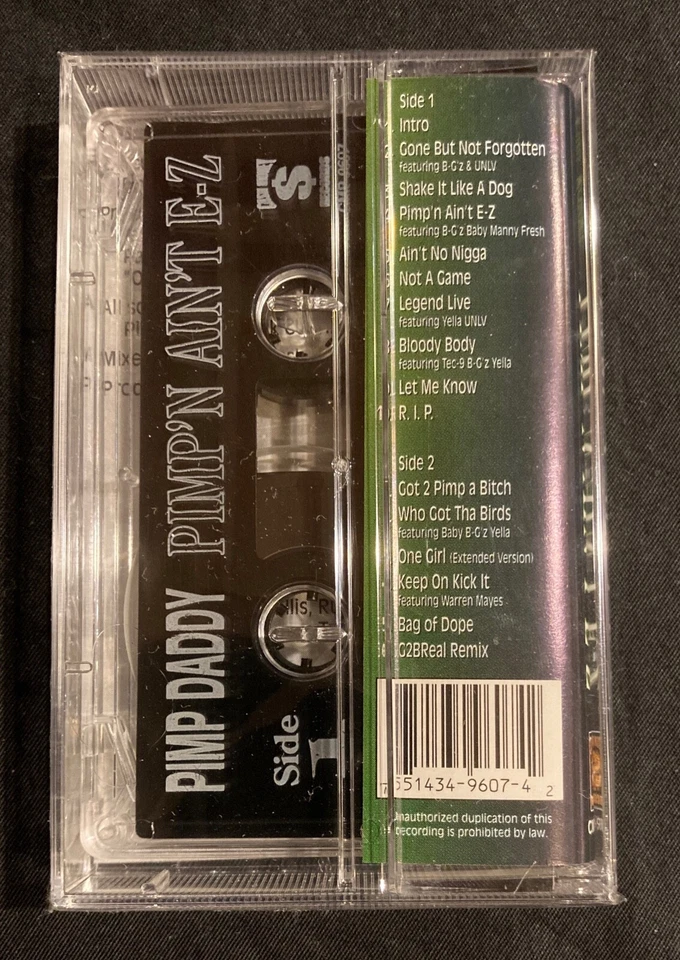 PIMP DADDY PIMP'N AIN'T E-Z
Side 1
$
Side 1
Intro
Gone But Not Forgotten
featuring B-G'z & UNLV
Shake It Like A Dog
Pimp'n Ain't E-Z
featuring B-G'z Baby Manny Fresh
Ain't No Nigga
Not A Game
Legend Live
featuring Yella UNLV
Bloody Body
featuring Tec-9 B-G'z Yella
Let Me Know
R. I. P.
Side 2
Got 2 Pimp a Bitch
Who Got Tha Birds
featuring Baby B-G'z Yella
One Girl (Extended Version)
Keep On Kick It
featuring Warren Mayes
Bag of Dope
G2BReal Remix
7 51434-9607-4 2
Unauthorized duplication of this
recording is prohibited by law.